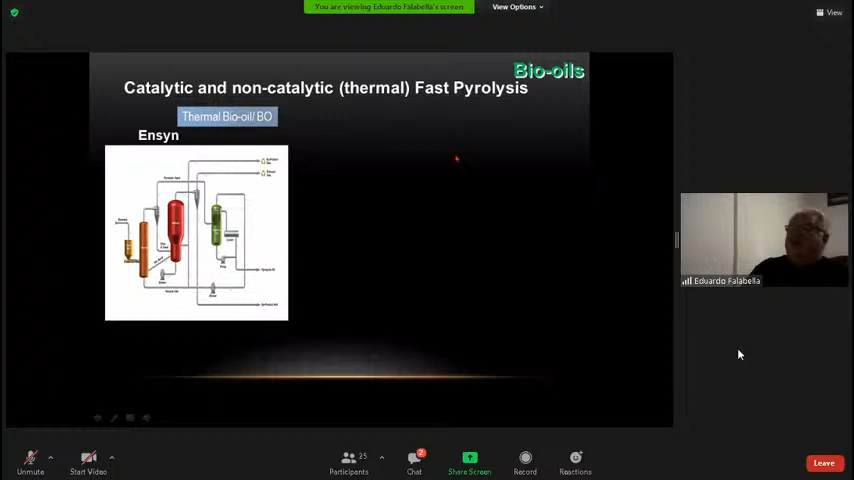 You are viewing Eduardo Falabella's screen
View Options
View
Bio-oils
Catalytic and non-catalytic (thermal) Fast Pyrolysis
Thermal Bio-oil/ BO
Ensyn
Eduardo Falabella
Unmute
Start Video
25
Participants
2
Chat
Share Screen
Record
Reactions
Leave